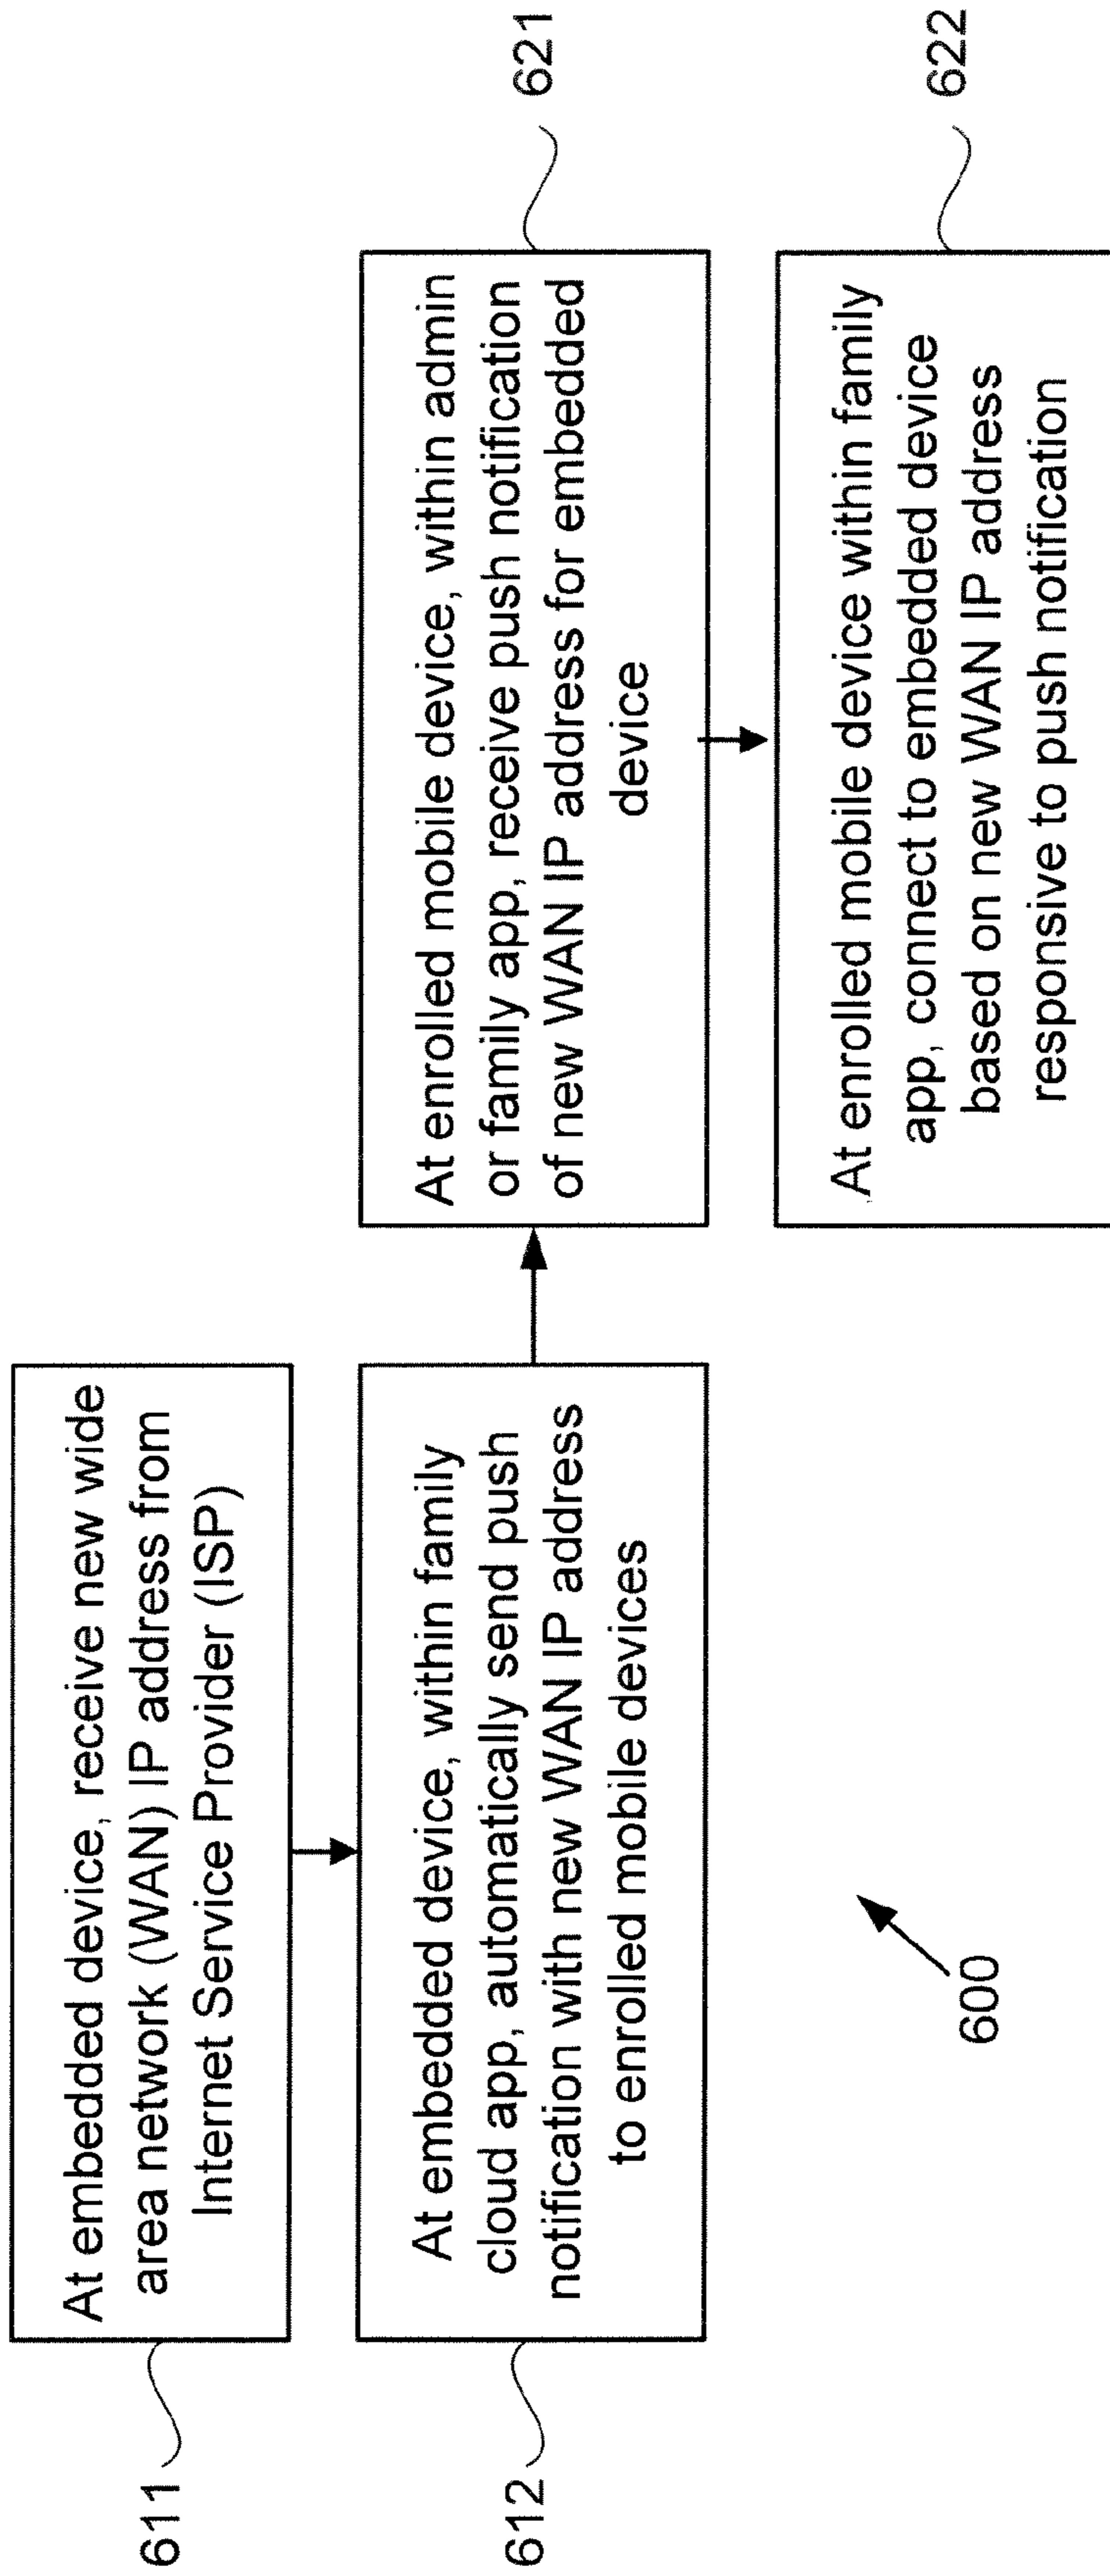 611
At embedded device, receive new wide
area network (WAN) IP address from
Internet Service Provider (ISP)
612
At embedded device, within family
cloud app, automatically send push
notification with new WAN IP address
to enrolled mobile devices
At enrolled mobile device, within admin
or family app, receive push notification
of new WAN IP address for embedded
device
621
At enrolled mobile device within family
app, connect to embedded device
based on new WAN IP address
responsive to push notification
622
600